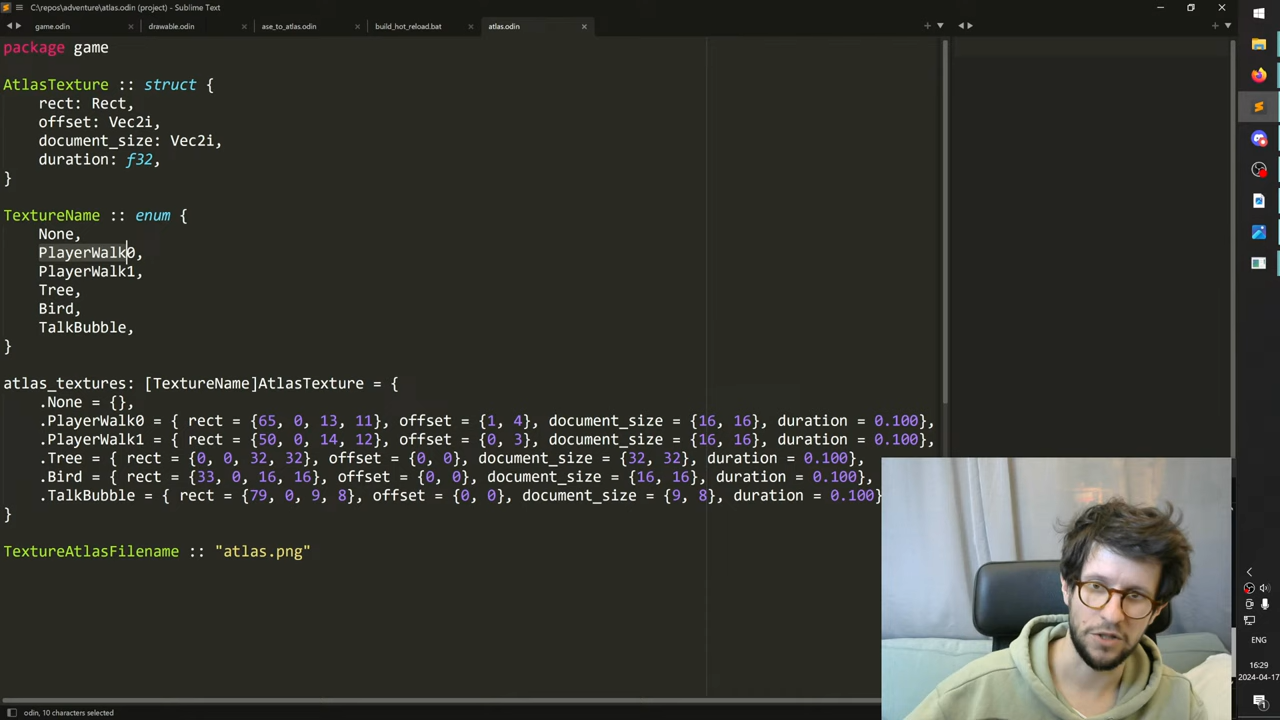 C:\repos\adventure\atlas.odin (project) - Sublime Text
game.odin
drawable.odin
ase_to_atlas.odin
build_hot_reload.bat
atlas.odin
package game
AtlasTexture :: struct {
rect: Rect,
offset: Vec2i,
document_size: Vec2i,
duration: f32,
}
TextureName :: enum {
None,
PlayerWalk0,
PlayerWalk1,
Tree,
Bird,
TalkBubble,
}
atlas_textures: [TextureName]AtlasTexture = {
.None = {},
.PlayerWalk0 = { rect = {65, 0, 13, 11}, offset = {1, 4}, document_size = {16, 16}, duration = 0.100},
.PlayerWalk1 = { rect = {50, 0, 14, 12}, offset = {0, 3}, document_size = {16, 16}, duration = 0.100},
.Tree = { rect = {0, 0, 32, 32}, offset = {0, 0}, document_size = {32, 32}, duration = 0.100},
.Bird = { rect = {33, 0, 16, 16}, offset = {0, 0}, document_size = {16, 16}, duration = 0.100},
.TalkBubble = { rect = {79, 0, 9, 8}, offset = {0, 0}, document_size = {9, 8}, duration = 0.100}
}
TextureAtlasFilename :: "atlas.png"
ENG
16:29
2024-04-17
odin, 10 characters selected